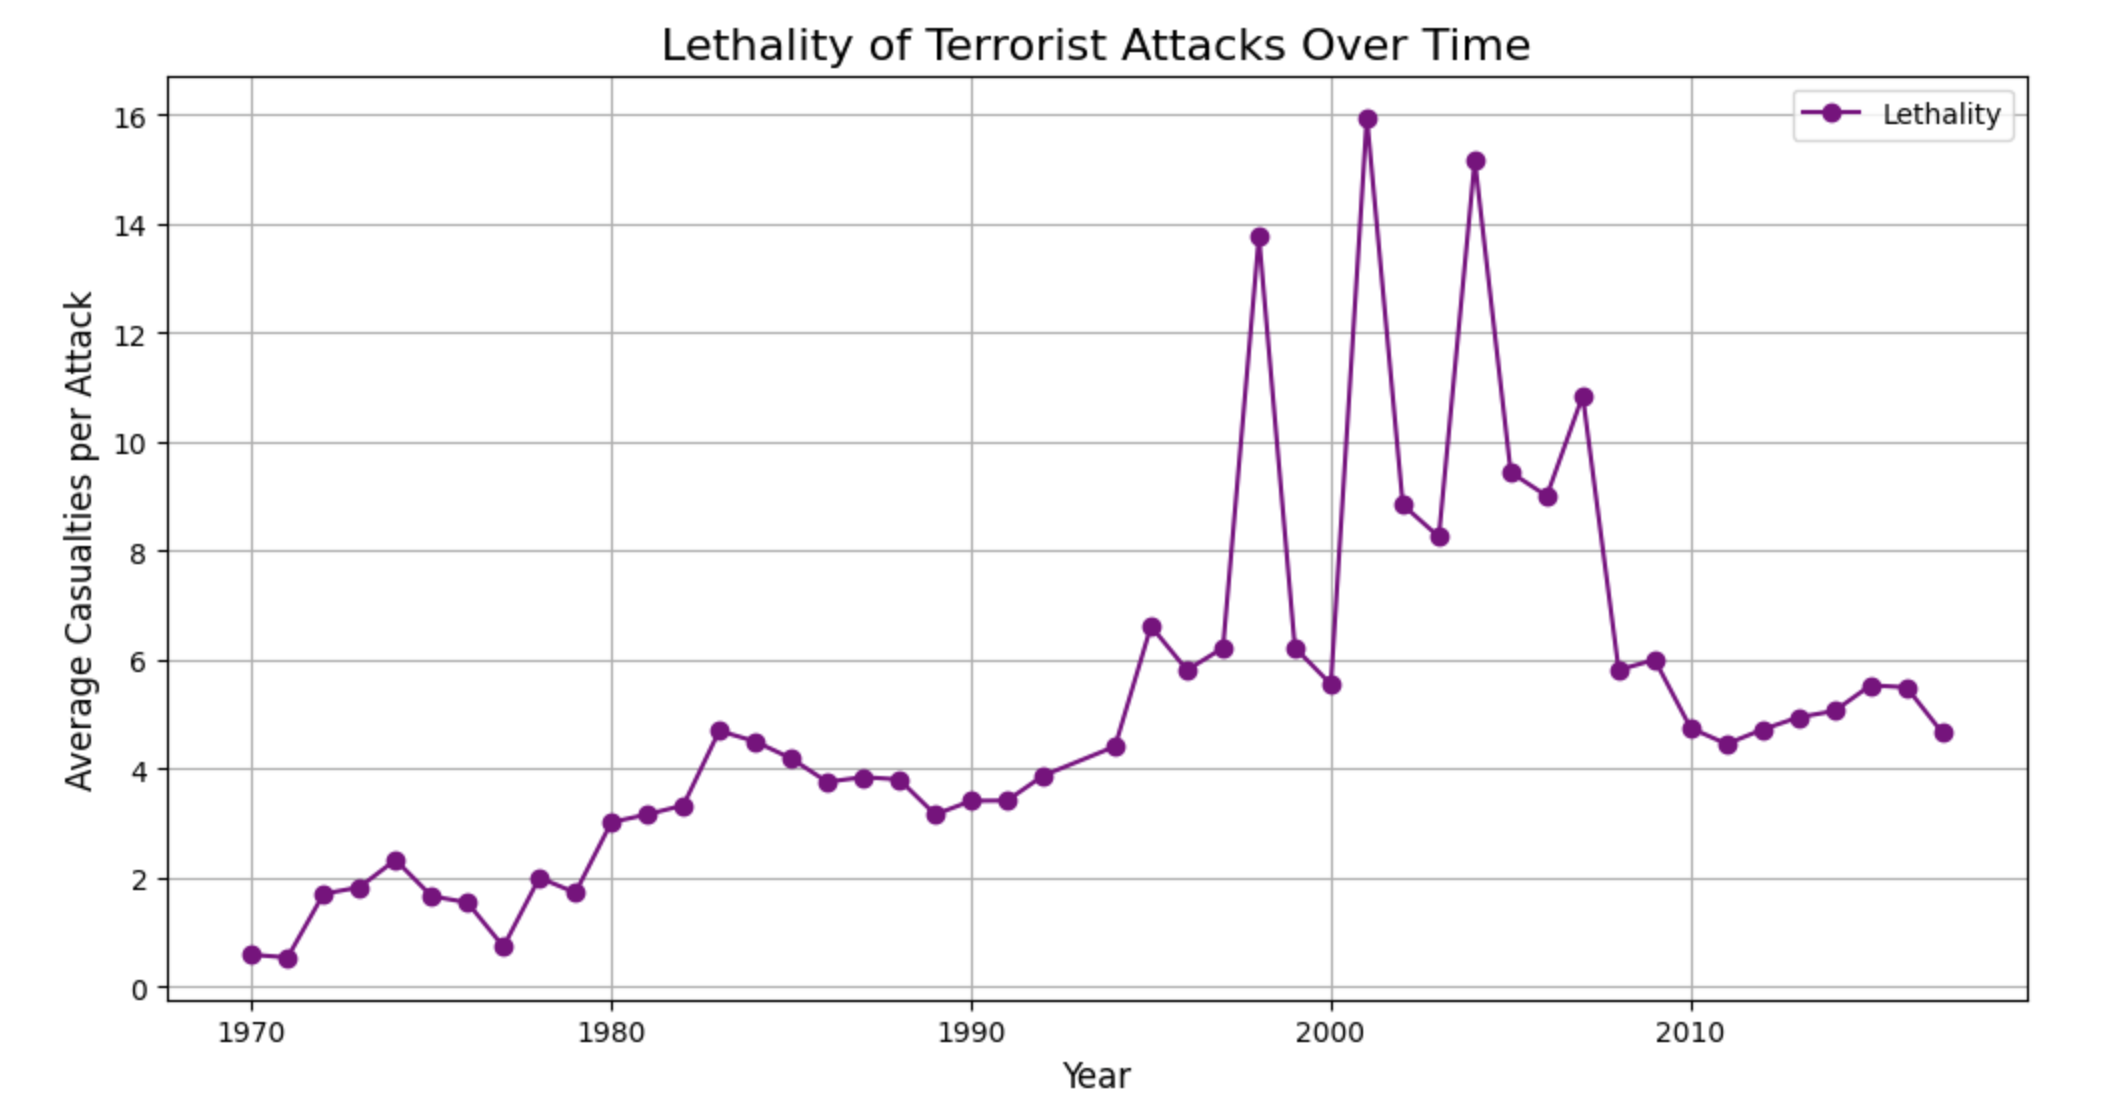 Lethality of Terrorist Attacks Over Time
Lethality
Average Casualties per Attack
16
14
12
10
8
6
4
2
0
1970 1980 1990 2000 2010
Year